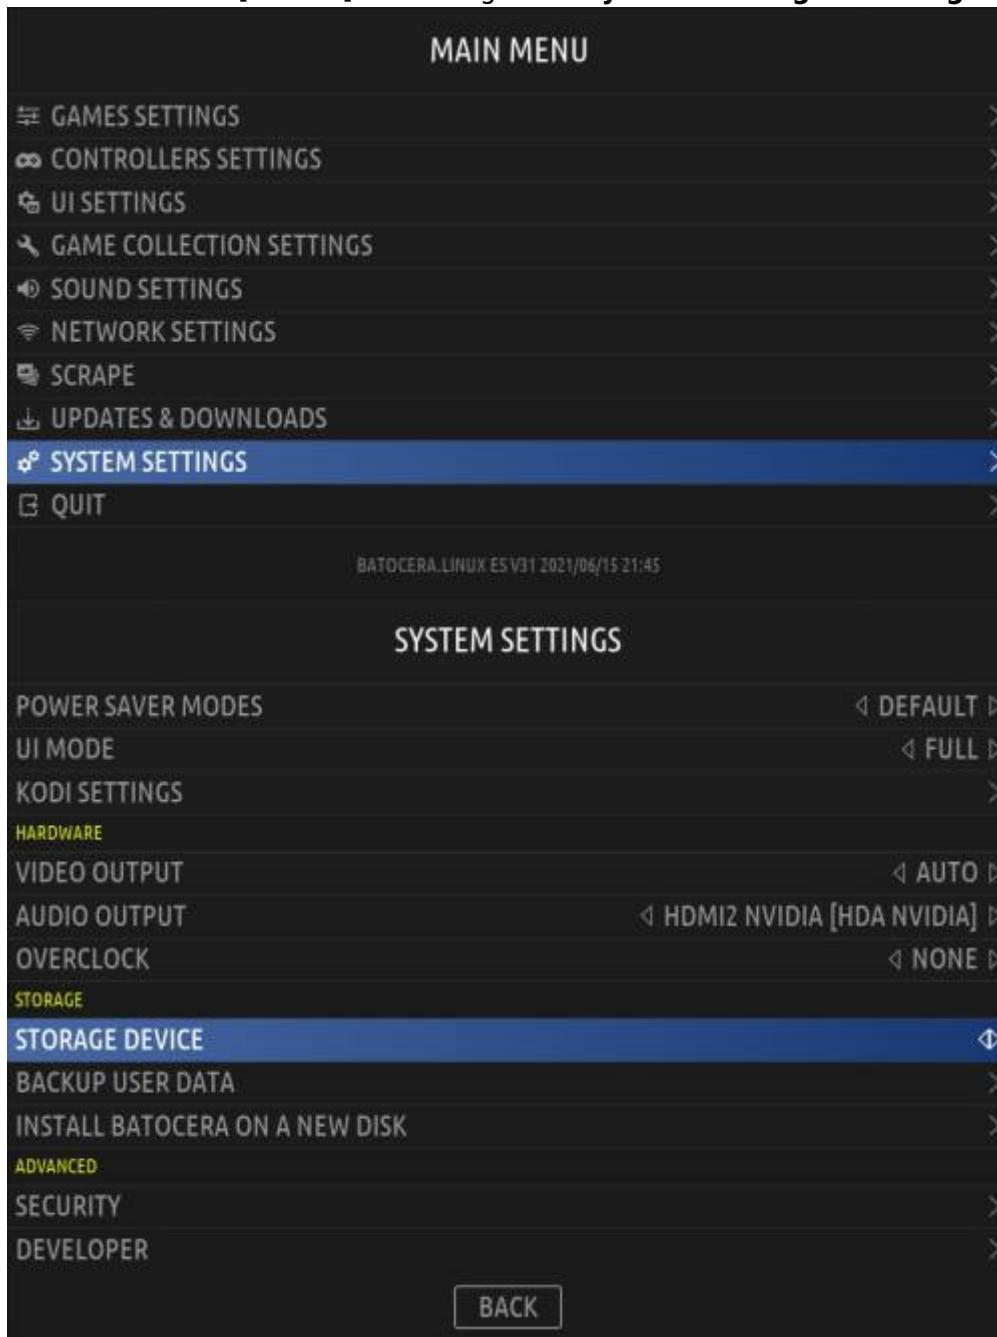 MAIN MENU
GAMES SETTINGS
CONTROLLERS SETTINGS
UI SETTINGS
GAME COLLECTION SETTINGS
SOUND SETTINGS
NETWORK SETTINGS
SCRAPE
UPDATES & DOWNLOADS
SYSTEM SETTINGS
QUIT
BATOCERA.LINUX ES V31 2021/06/15 21:45
SYSTEM SETTINGS
POWER SAVER MODES DEFAULT
UI MODE FULL
KODI SETTINGS
HARDWARE
VIDEO OUTPUT AUTO
AUDIO OUTPUT HDMI2 NVIDIA [HDA NVIDIA]
OVERCLOCK NONE
STORAGE
STORAGE DEVICE
BACKUP USER DATA
INSTALL BATOCERA ON A NEW DISK
ADVANCED
SECURITY
DEVELOPER
BACK